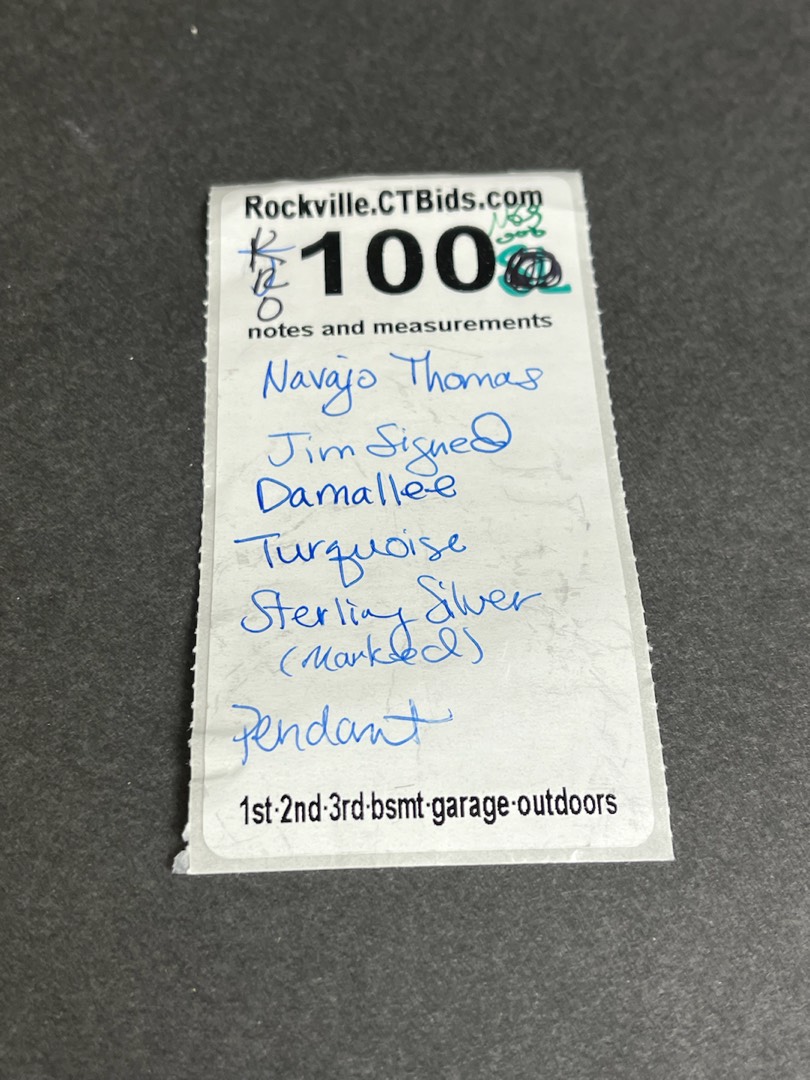 Rockville.CTBids.com
100
notes and measurements
Navajo Thomas
Jim Signed
Damallee
Turquoise
Sterling Silver
(Marked)
Pendant
1st·2nd·3rd·bsmt·garage·outdoors